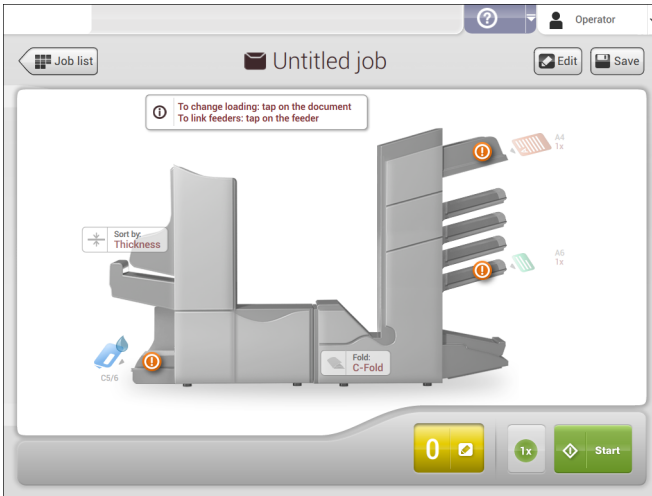 ?
Operator
Job list
Untitled job
Edit
Save
To change loading: tap on the document
To link feeders: tap on the feeder
A4
1x
Sort by:
Thickness
A6
1x
Fold:
C-Fold
C5/6
0
1x
Start